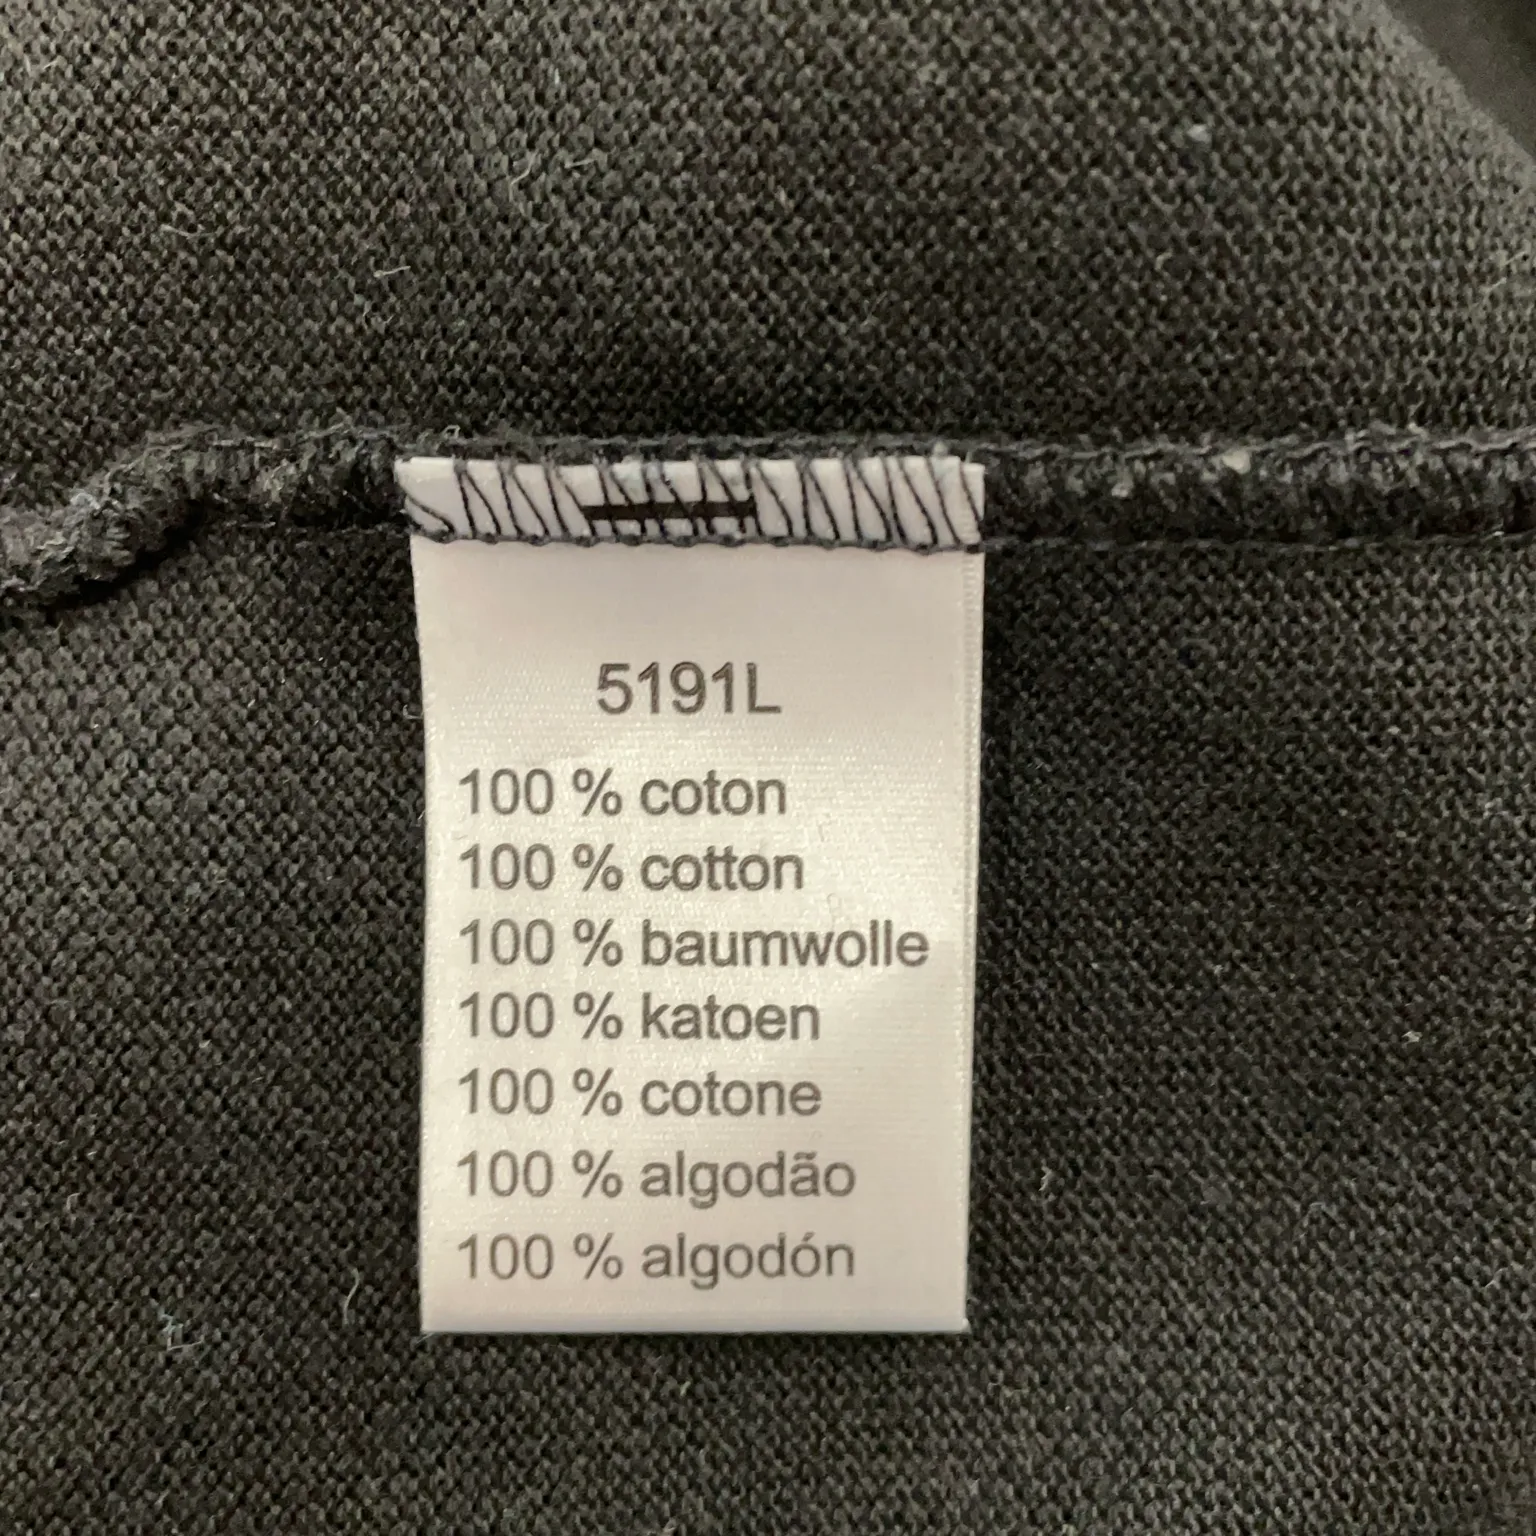 5191L
100 % coton
100 % cotton
100 % baumwolle
100 % katoen
100 % cotone
100 % algodão
100 % algodón